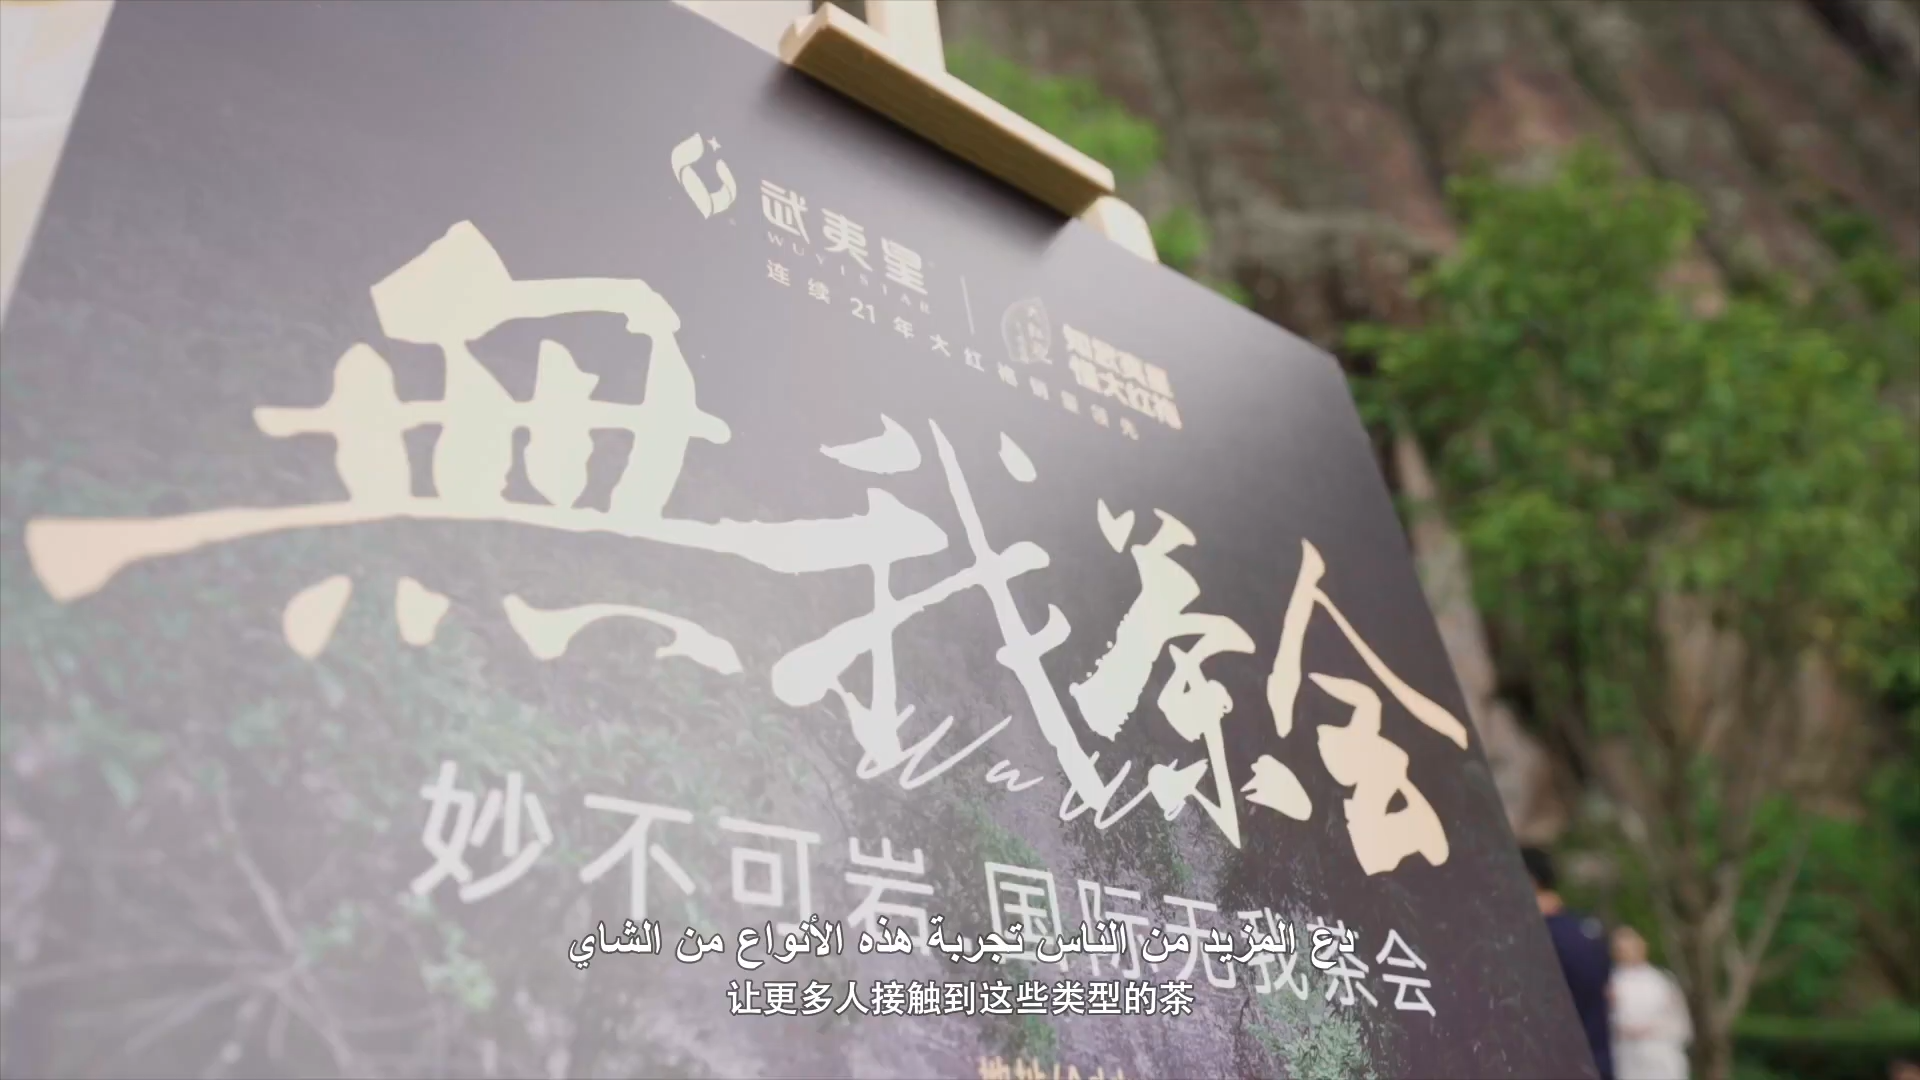 武夷星
WUYISTAR
连续21年大红袍销量领先
知武夷星
懂大红袍
無我茶会
Wu Wo
妙不可岩 国际无我茶会
دع المزيد من الناس تجربة هذه الأنواع من الشاي
让更多人接触到这些类型的茶